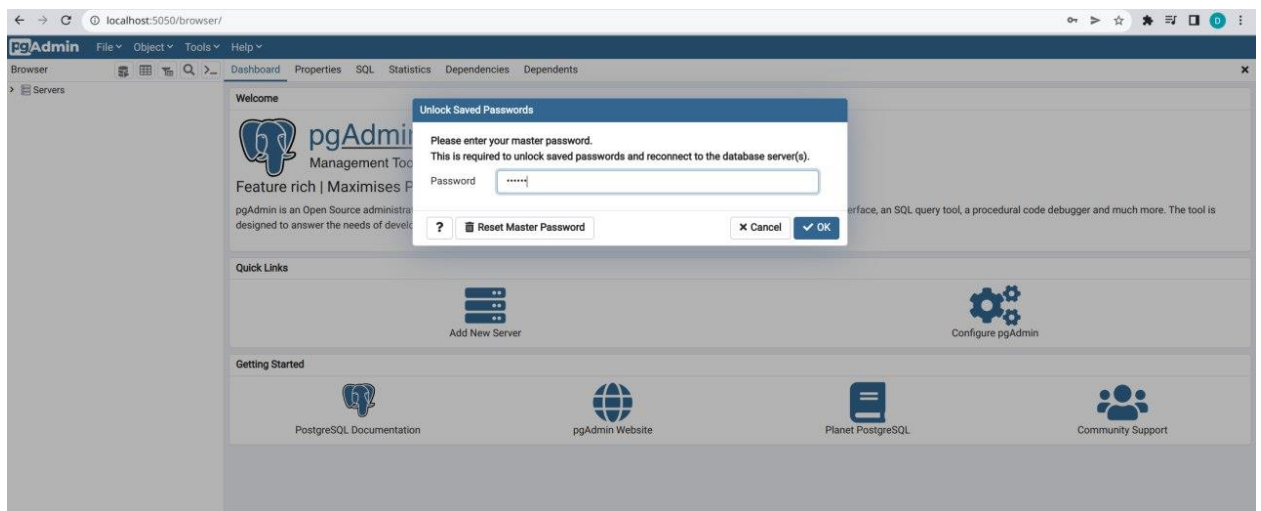 localhost:5050/browser/
D
pgAdmin File Object Tools Help
Browser
Dashboard Properties SQL Statistics Dependencies Dependents
Servers
Welcome
Unlock Saved Passwords
pgAdmi
Management Too
Please enter your master password.
This is required to unlock saved passwords and reconnect to the database server(s).
Password ······
Feature rich | Maximises P
pgAdmin is an Open Source administra erface, an SQL query tool, a procedural code debugger and much more. The tool is
designed to answer the needs of develo
? Reset Master Password Cancel OK
Quick Links
Add New Server Configure pgAdmin
Getting Started
PostgreSQL Documentation pgAdmin Website Planet PostgreSQL Community Support